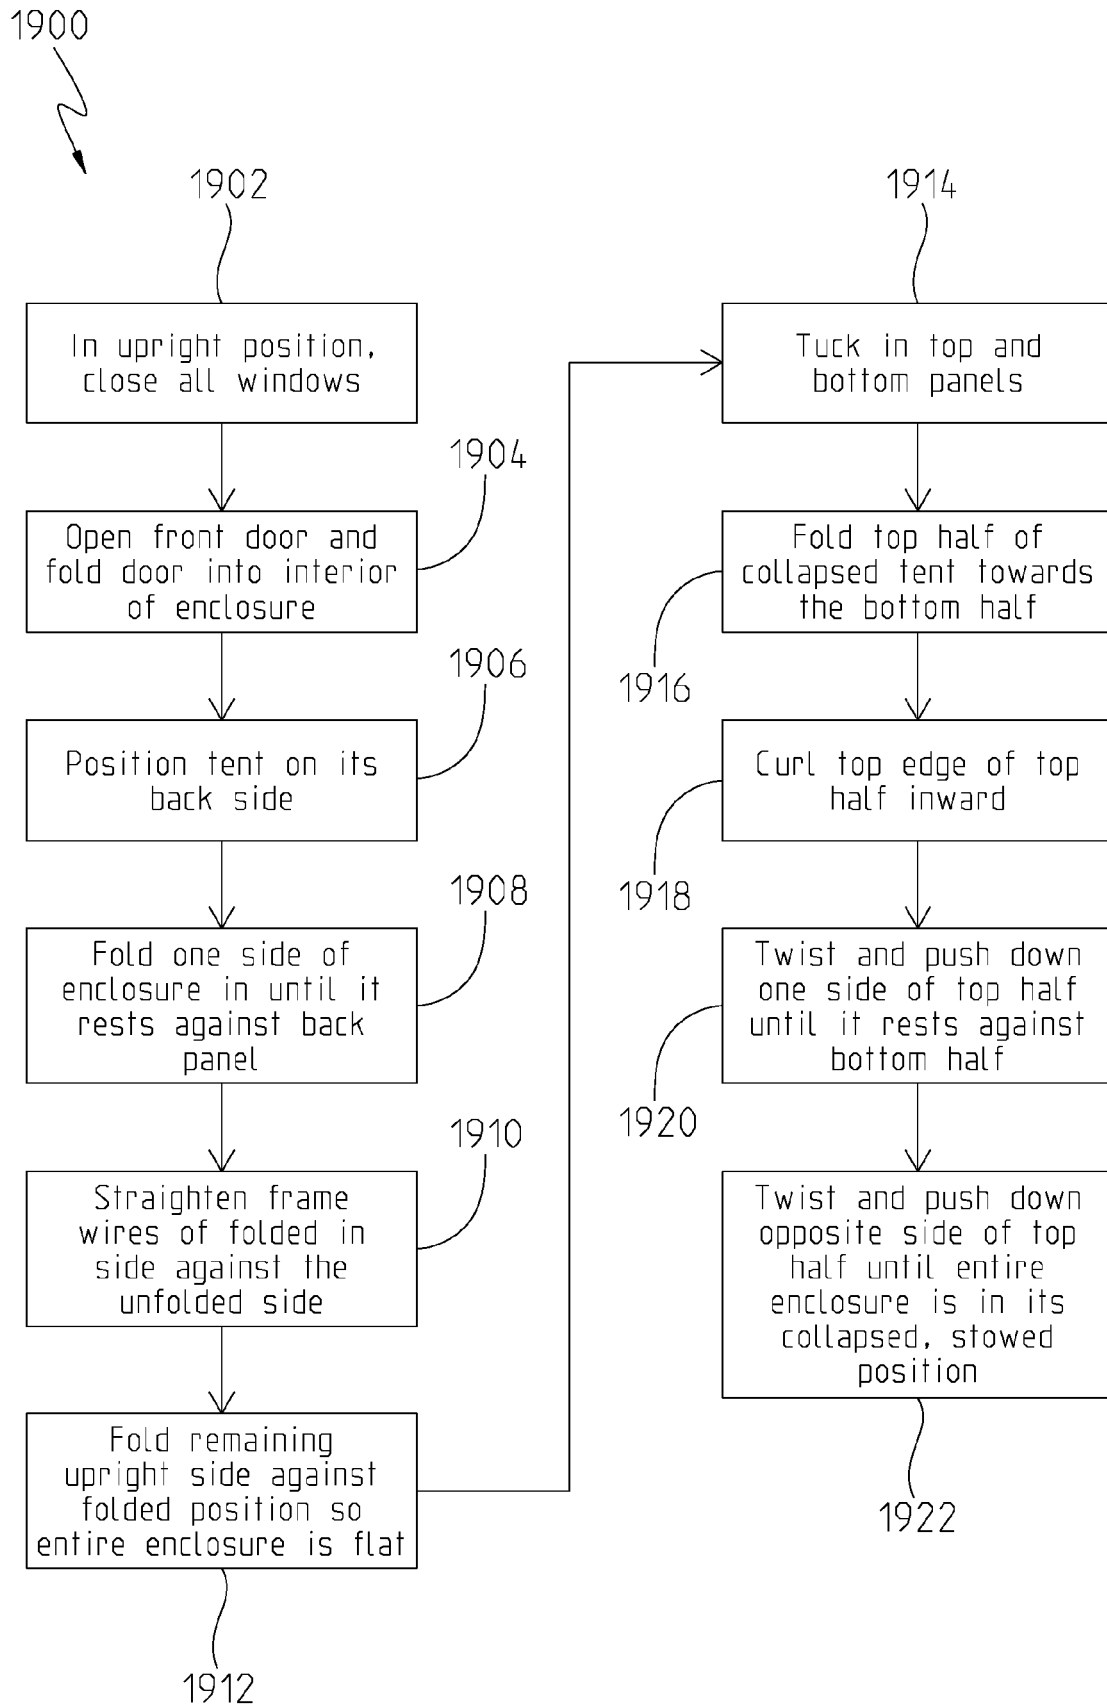 1900
1902
In upright position,
close all windows
1904
Open front door and
fold door into interior
of enclosure
1906
Position tent on its
back side
1908
Fold one side of
enclosure in until it
rests against back
panel
1910
Straighten frame
wires of folded in
side against the
unfolded side
Fold remaining
upright side against
folded position so
entire enclosure is flat
1912
1914
Tuck in top and
bottom panels
Fold top half of
collapsed tent towards
the bottom half
1916
Curl top edge of top
half inward
1918
Twist and push down
one side of top half
until it rests against
bottom half
1920
Twist and push down
opposite side of top
half until entire
enclosure is in its
collapsed, stowed
position
1922